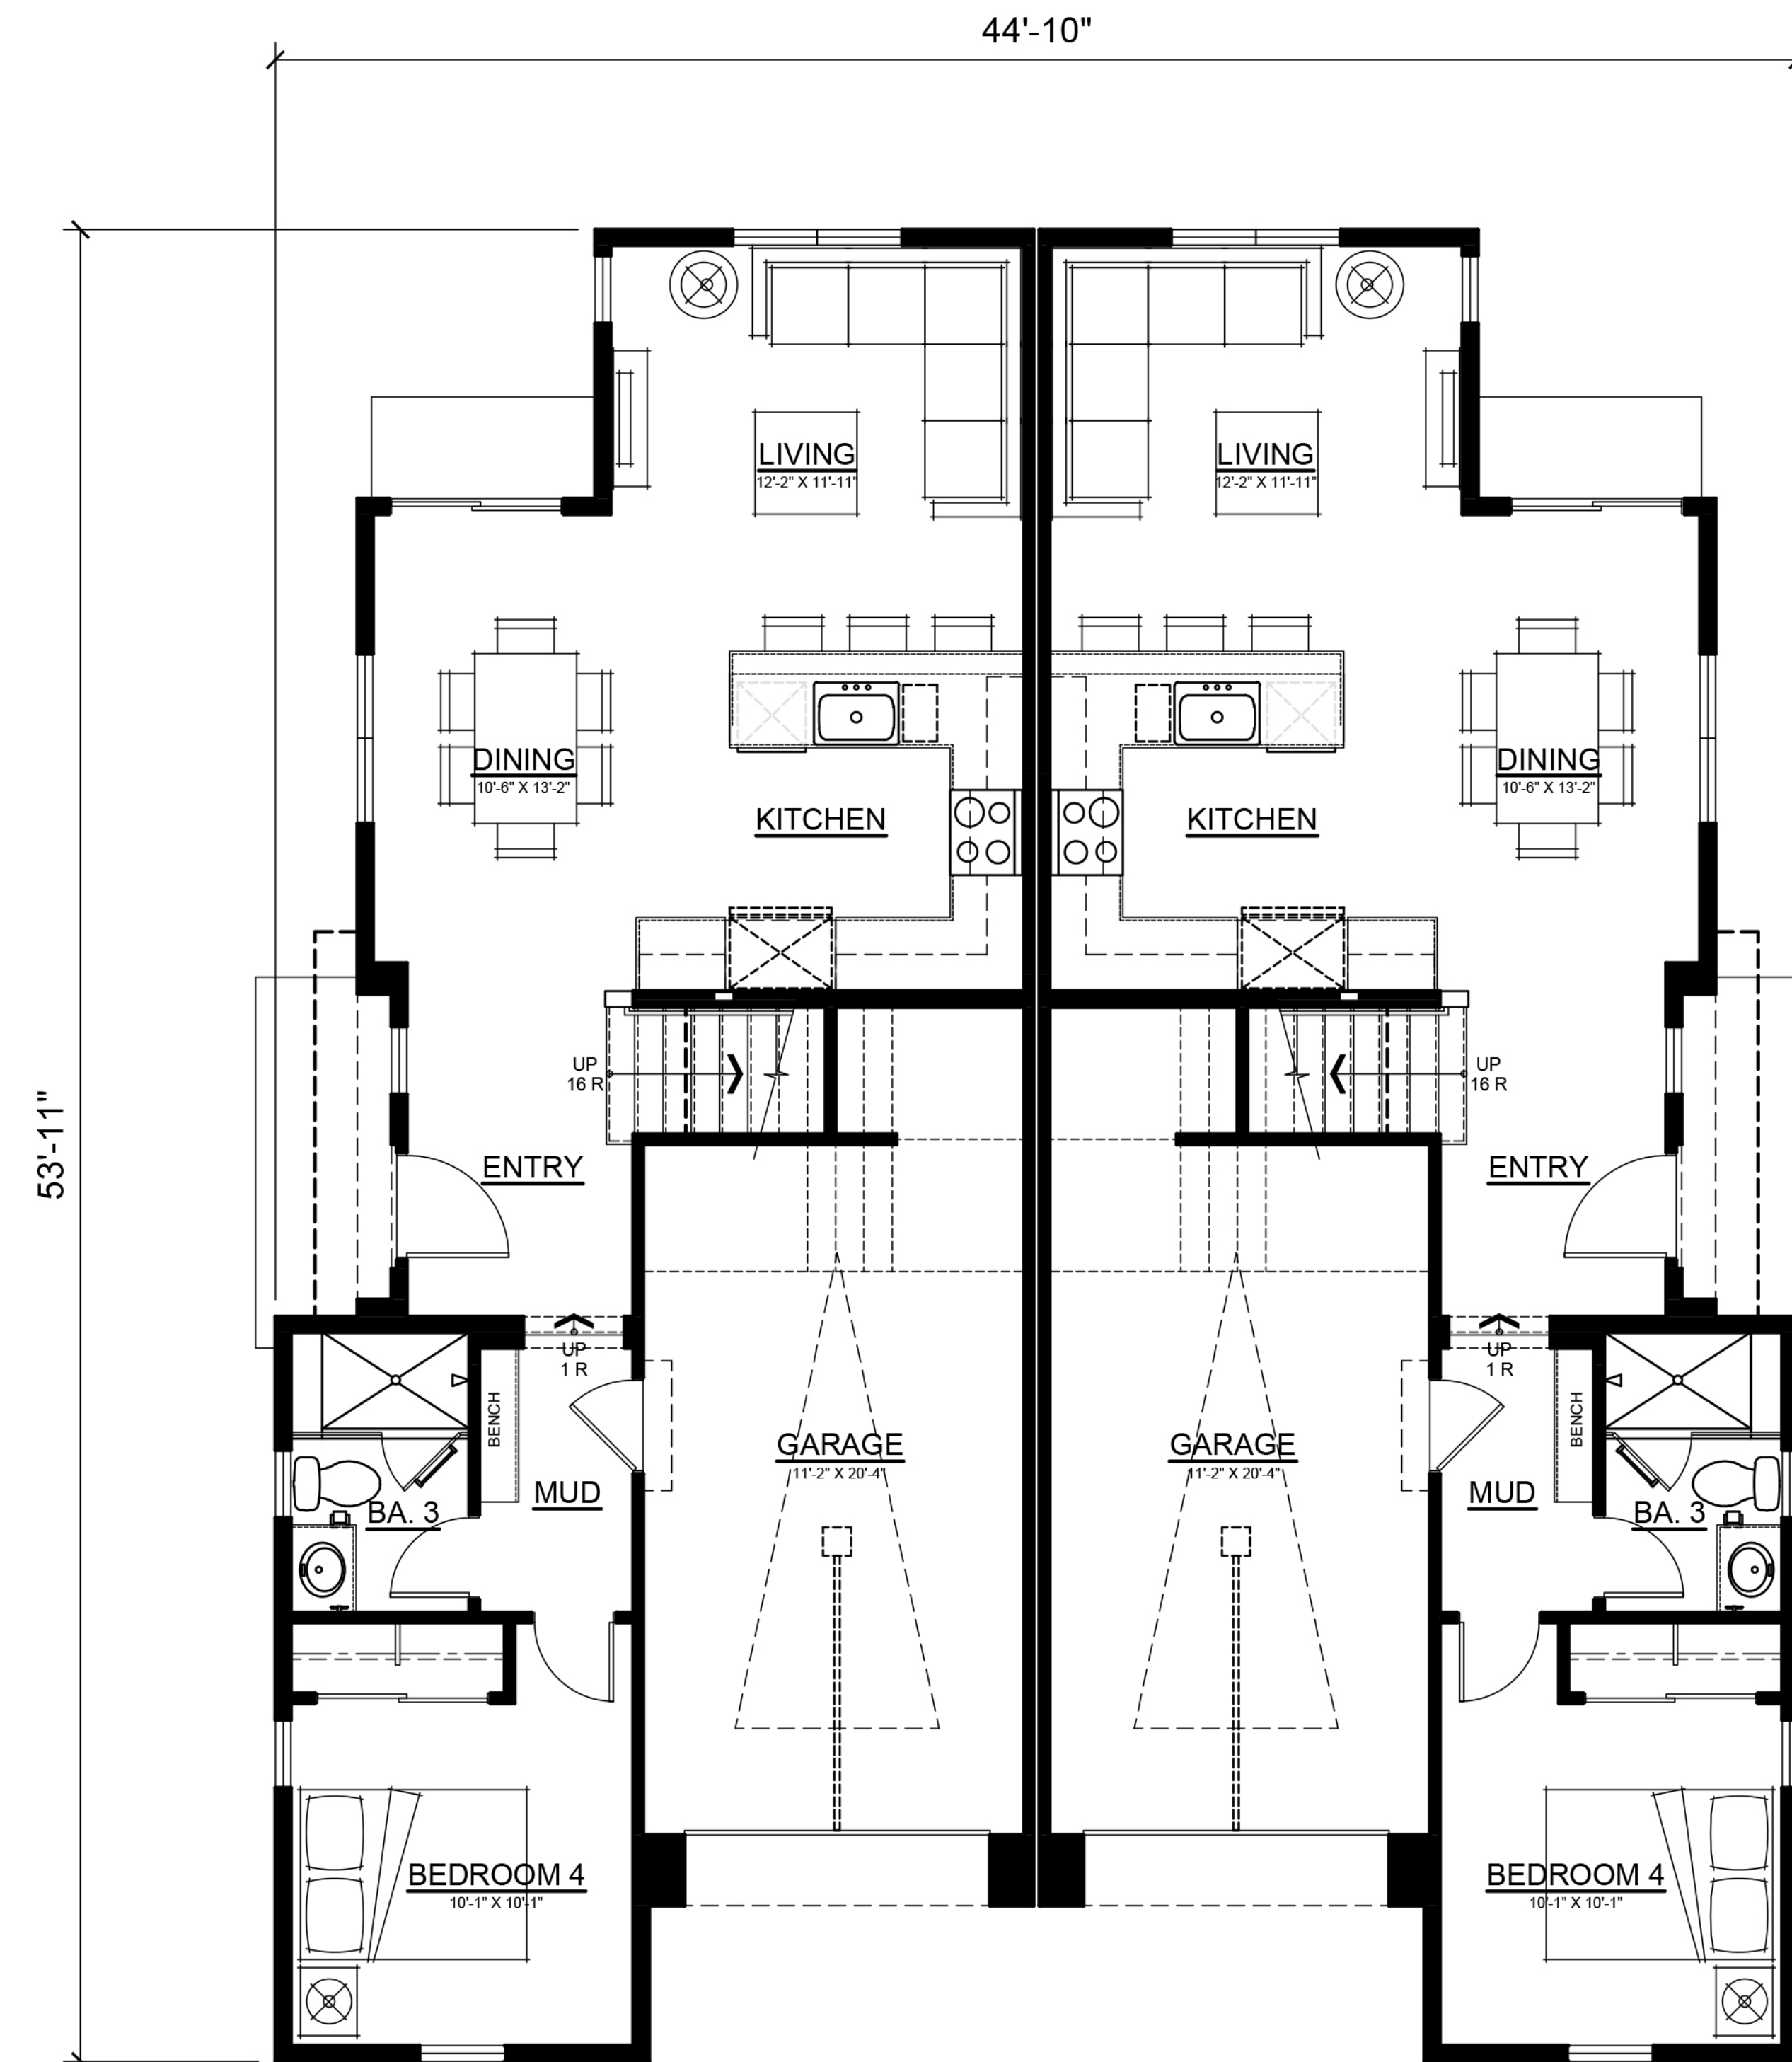 44'-10"
LIVING
12'-2" X 11'-11"
LIVING
12'-2" X 11'-11"
DINING
10'-6" X 13'-2"
KITCHEN
KITCHEN
DINING
10'-6" X 13'-2"
UP
16 R
UP
16 R
53'-11"
ENTRY
ENTRY
UP
1 R
UP
1 R
BENCH
BENCH
GARAGE
11'-2" X 20'-4"
GARAGE
11'-2" X 20'-4"
MUD
MUD
BA. 3
BA. 3
BEDROOM 4
10'-1" X 10'-1"
BEDROOM 4
10'-1" X 10'-1"